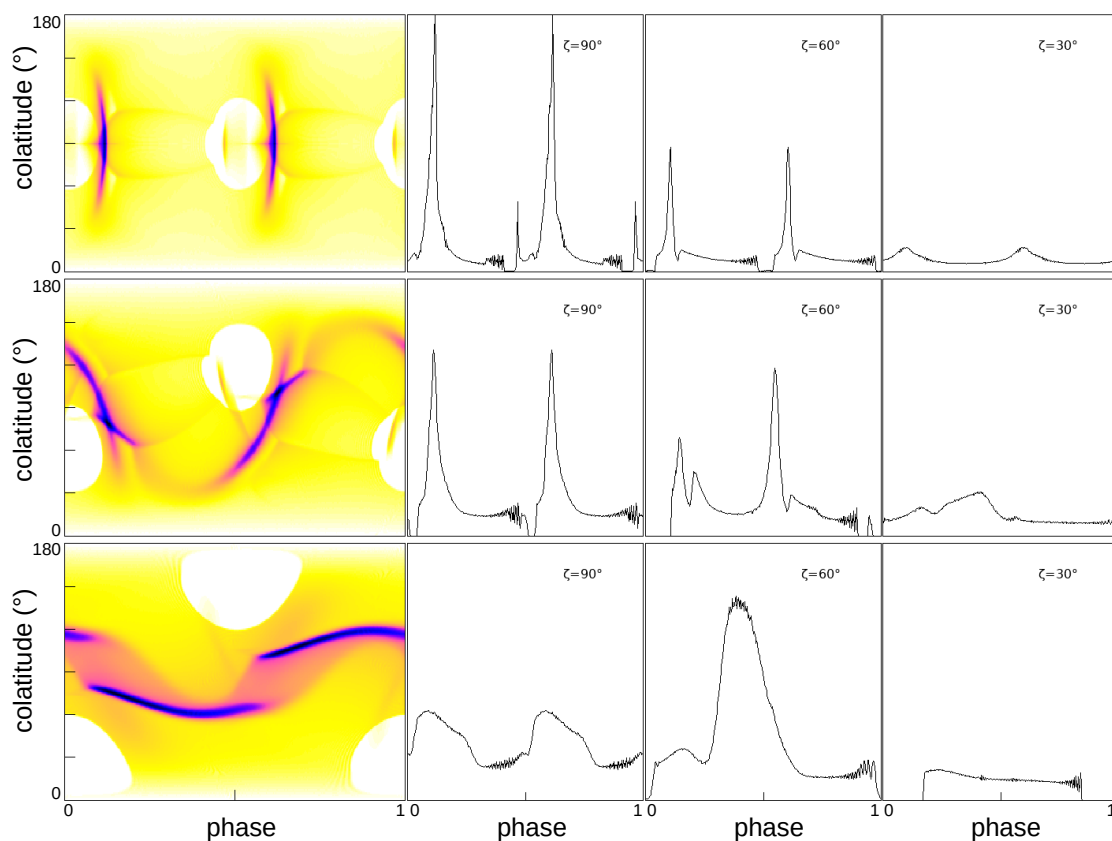 180
colatitude (°)
0
ζ=90°
ζ=60°
ζ=30°
180
colatitude (°)
0
ζ=90°
ζ=60°
ζ=30°
180
colatitude (°)
0
ζ=90°
ζ=60°
ζ=30°
0 1 0 1 0 1 0 1
phase phase phase phase